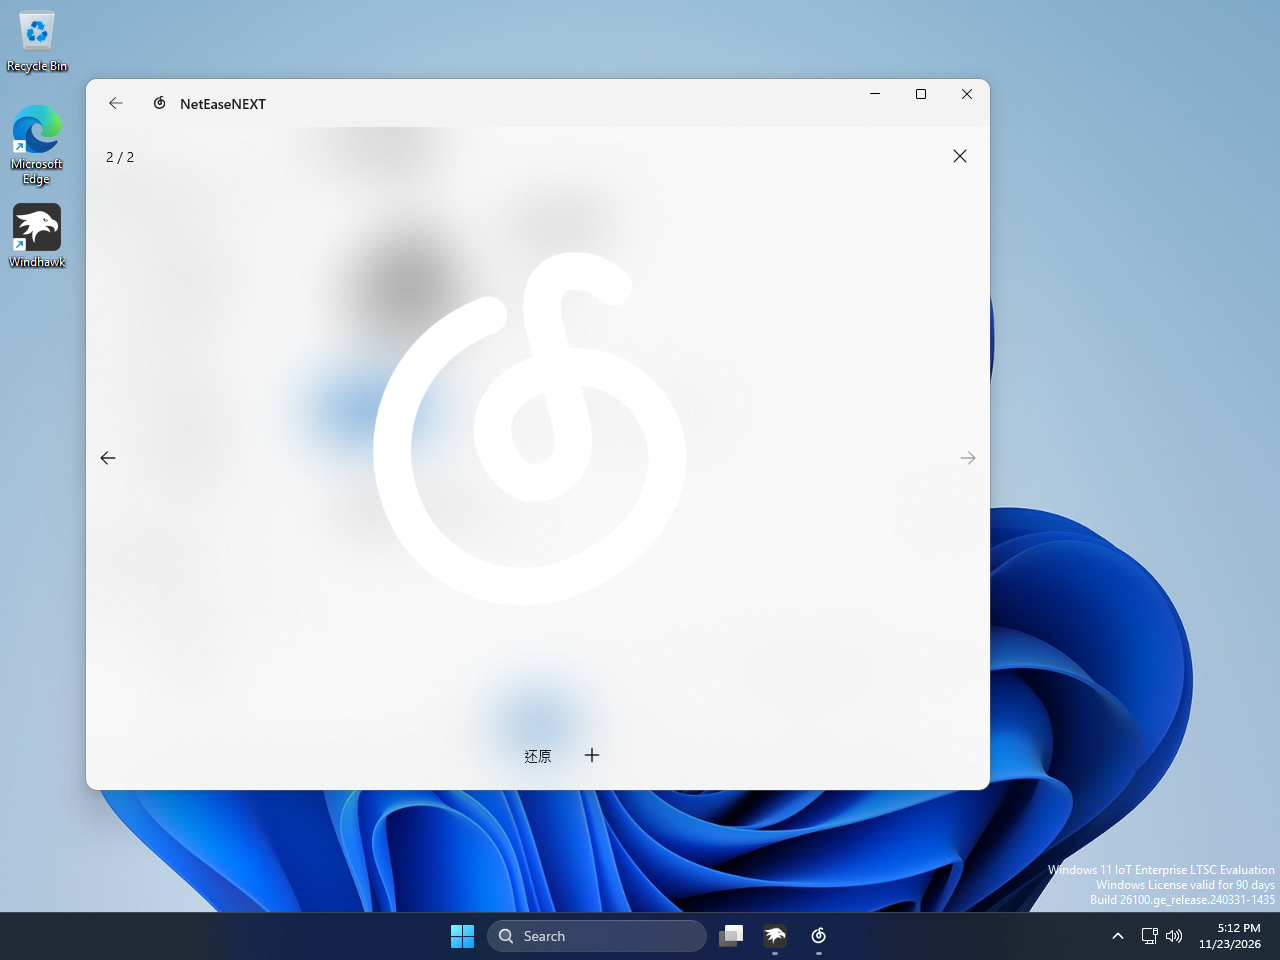 Recycle Bin
Microsoft
Edge
Windhawk
NetEaseNEXT
2 / 2
还原
Windows 11 IoT Enterprise LTSC Evaluation
Windows License valid for 90 days
Build 26100.ge_release.240331-1435
Search
5:12 PM
11/23/2026